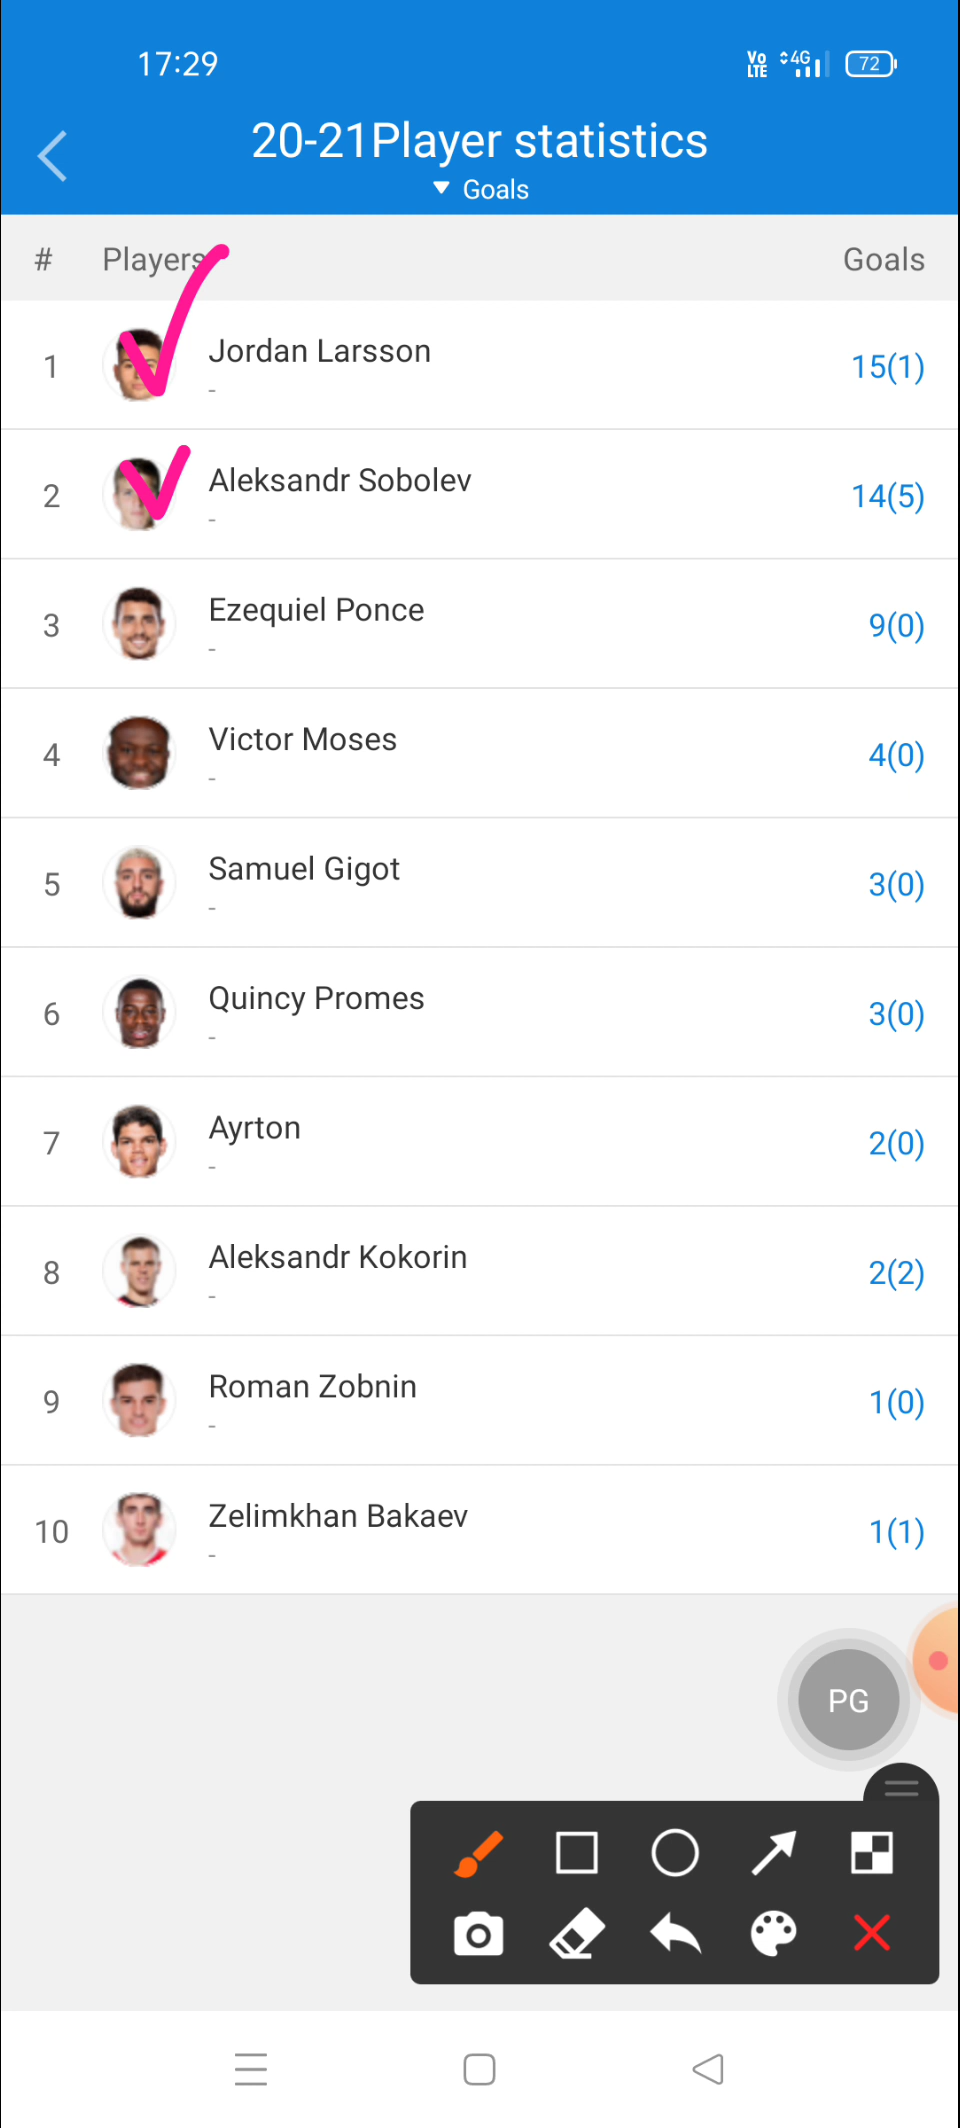 17:29
Vo LTE 4G 72
20-21Player statistics
Goals
# Players Goals
1 Jordan Larsson 15(1)
-
2 Aleksandr Sobolev 14(5)
-
3 Ezequiel Ponce 9(0)
-
4 Victor Moses 4(0)
-
5 Samuel Gigot 3(0)
-
6 Quincy Promes 3(0)
-
7 Ayrton 2(0)
-
8 Aleksandr Kokorin 2(2)
-
9 Roman Zobnin 1(0)
-
10 Zelimkhan Bakaev 1(1)
-
PG